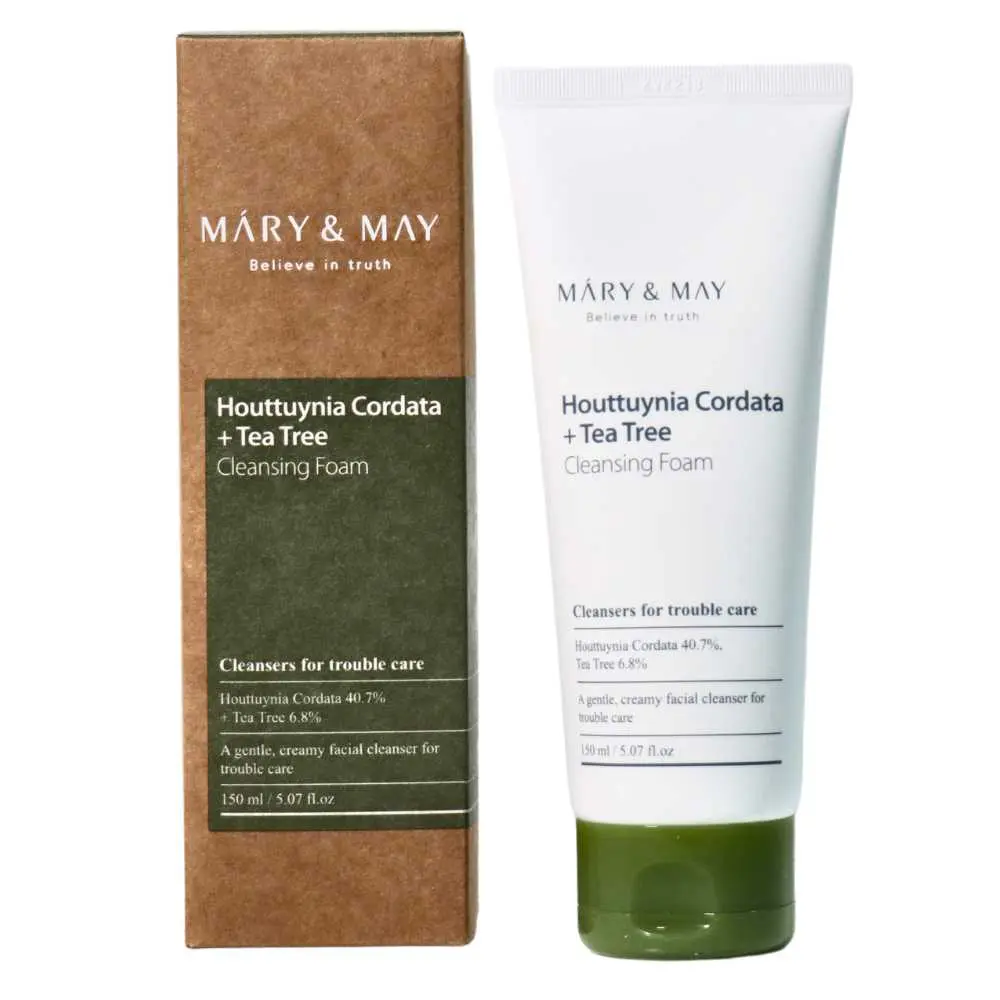 MÁRY & MAY
Believe in truth
Houttuynia Cordata
+ Tea Tree
Cleansing Foam
Cleansers for trouble care
Houttuynia Cordata 40.7%
+ Tea Tree 6.8%
A gentle, creamy facial cleanser for
trouble care
150 ml / 5.07 fl.oz
MÁRY & MAY
Believe in truth
Houttuynia Cordata
+ Tea Tree
Cleansing Foam
Cleansers for trouble care
Houttuynia Cordata 40.7%,
Tea Tree 6.8%
A gentle, creamy facial cleanser for
trouble care
150 ml / 5.07 fl.oz